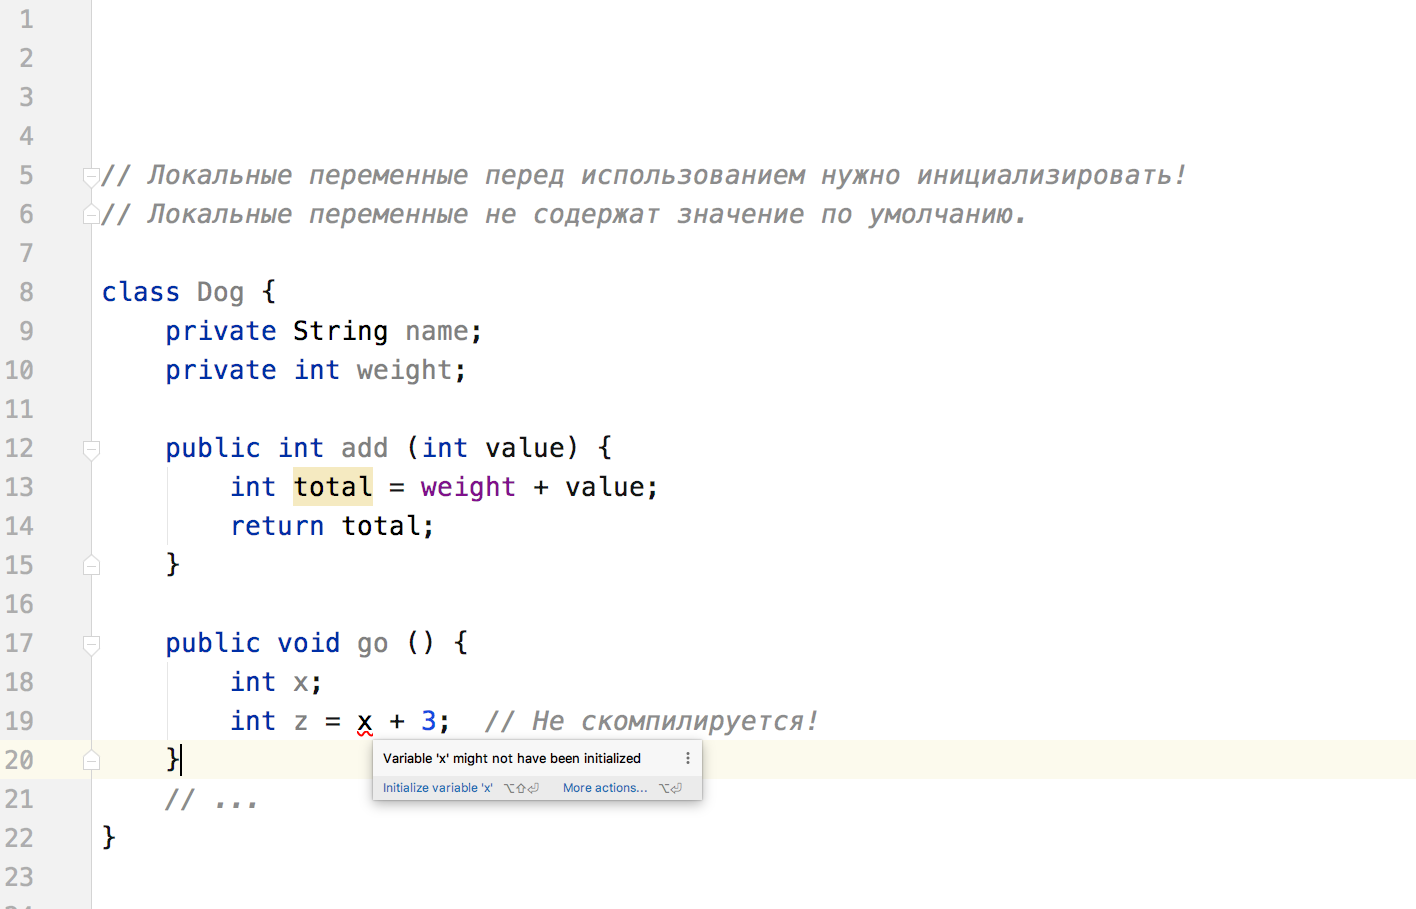 1
2
3
4
5 // Локальные переменные перед использованием нужно инициализировать!
6 // Локальные переменные не содержат значение по умолчанию.
7
8 class Dog {
9 private String name;
10 private int weight;
11
12 public int add (int value) {
13 int total = weight + value;
14 return total;
15 }
16
17 public void go () {
18 int x;
19 int z = x + 3; // Не скомпилируется!
20 }
Variable 'x' might not have been initialized
Initialize variable 'x' ⌥⇧⏎ More actions... ⌥⏎
21 // ...
22 }
23